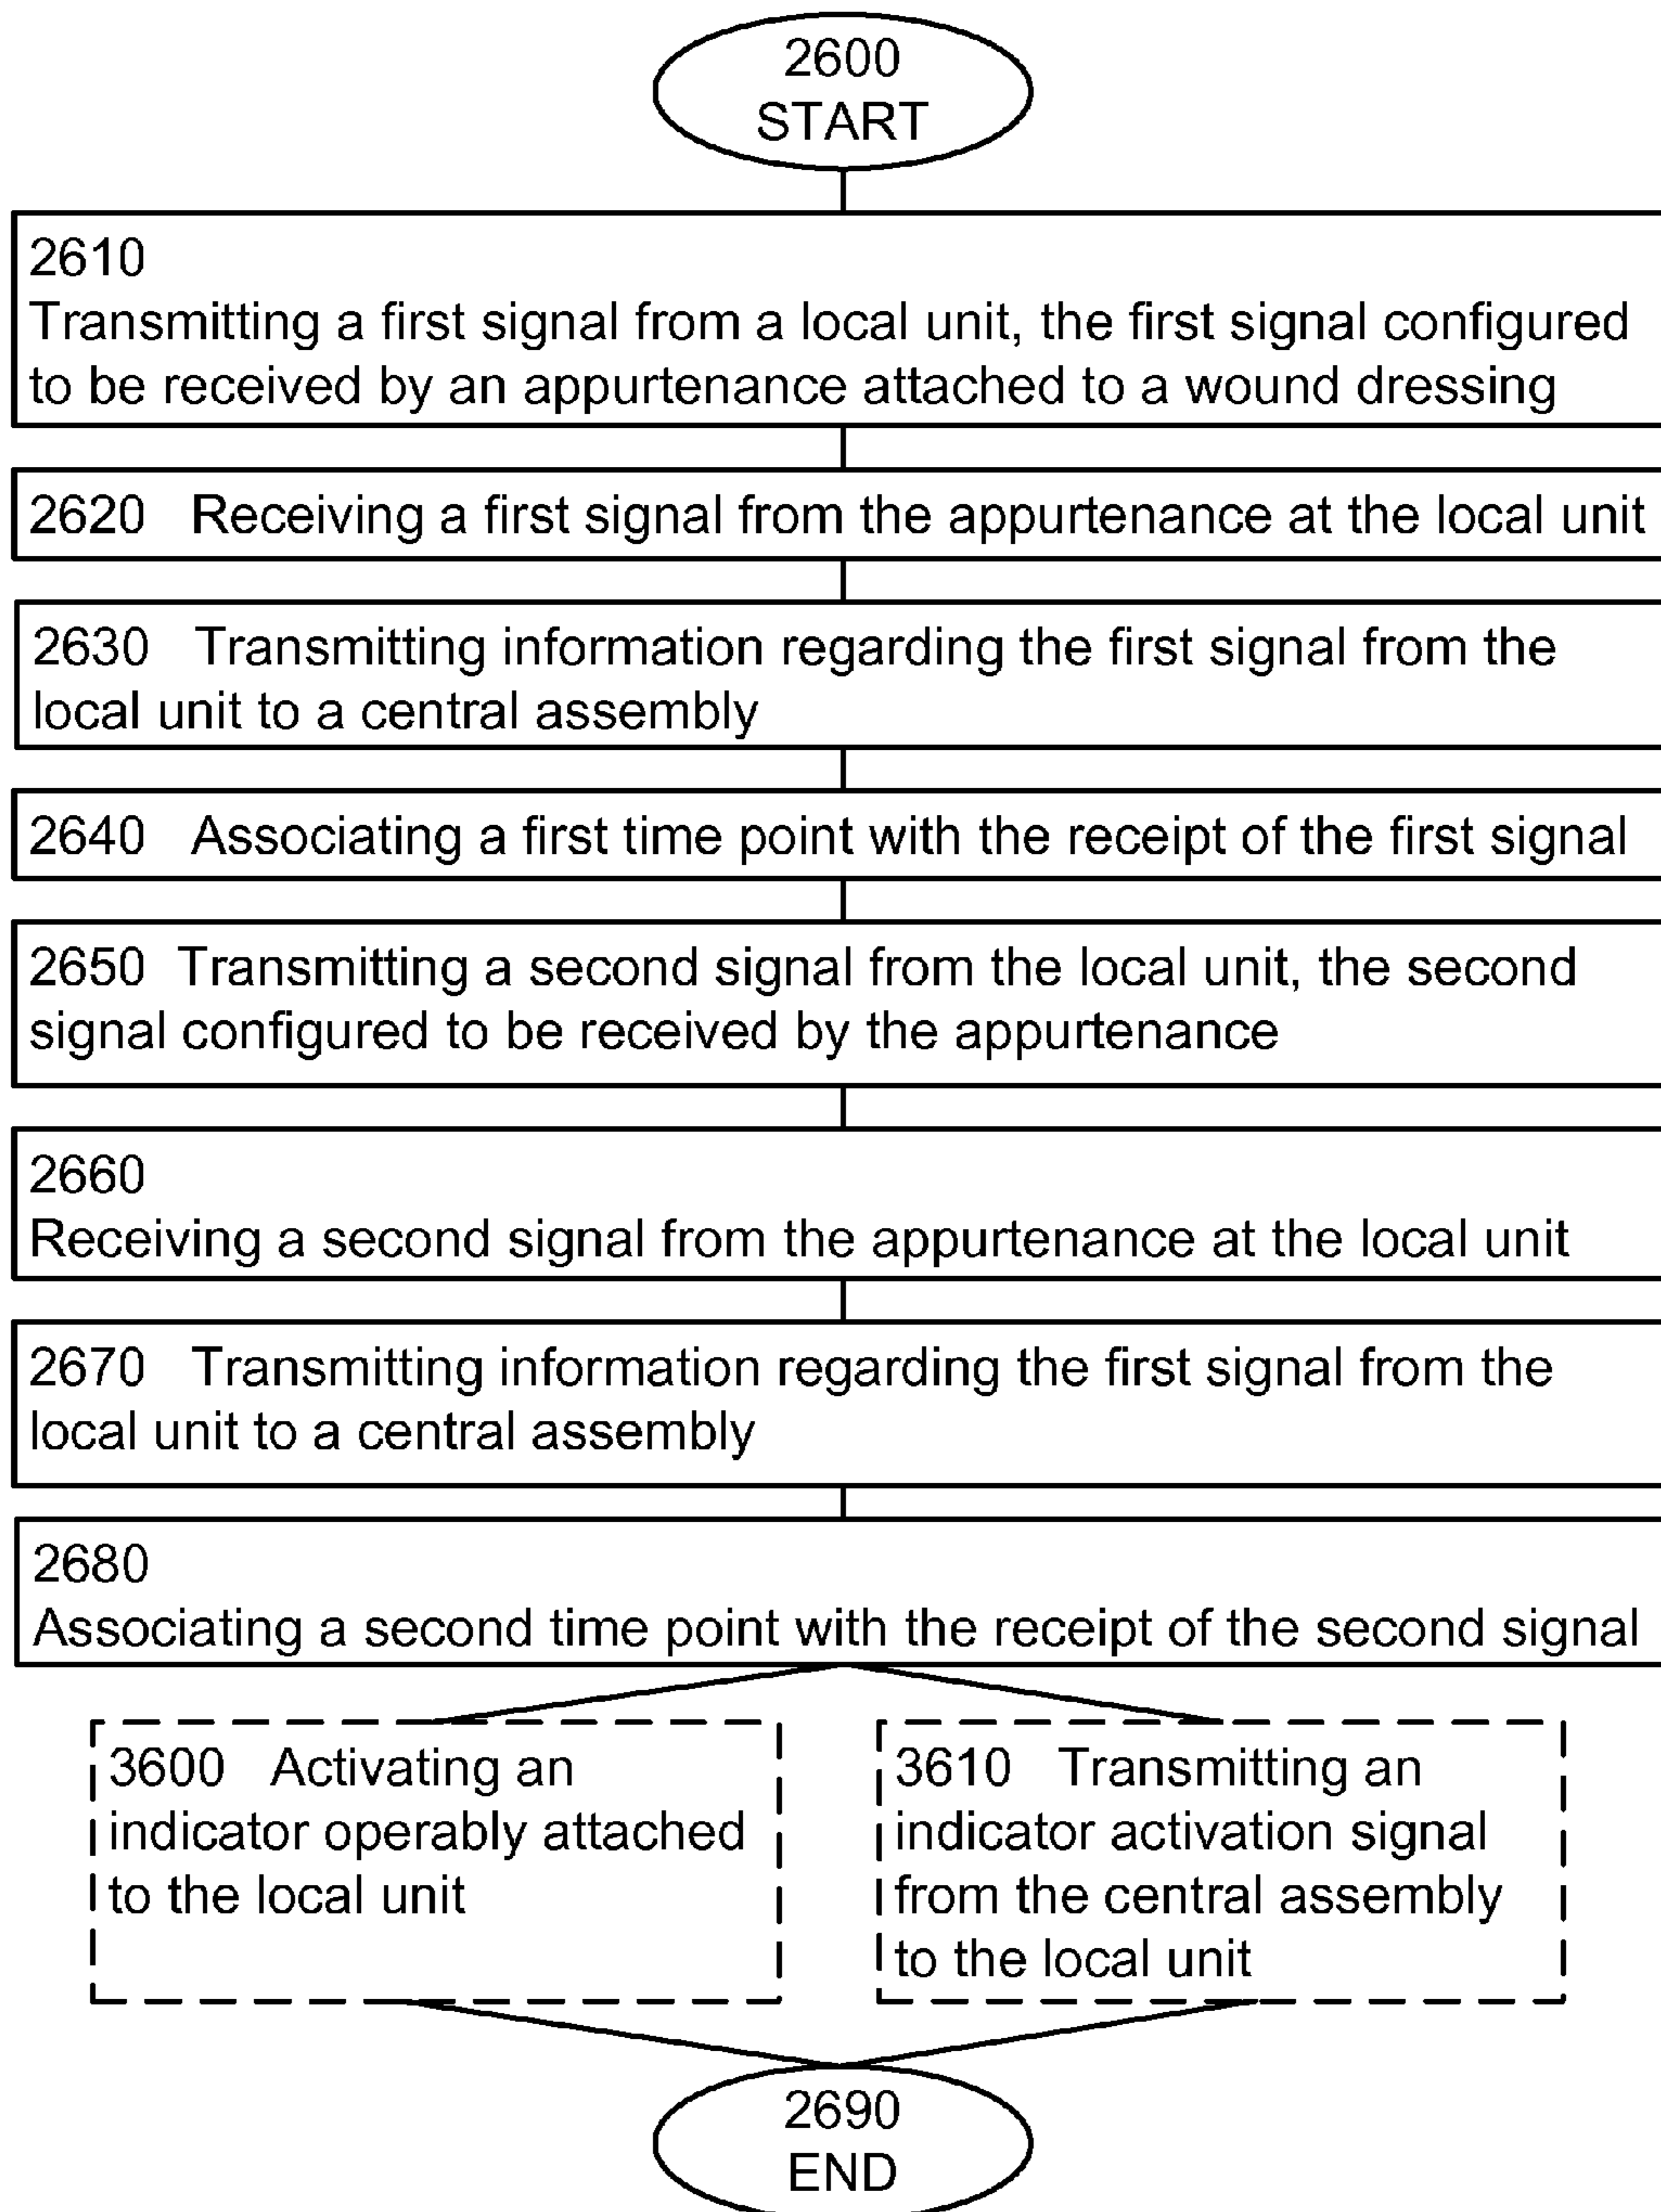 2600
START
2610
Transmitting a first signal from a local unit, the first signal configured
to be received by an appurtenance attached to a wound dressing
2620 Receiving a first signal from the appurtenance at the local unit
2630 Transmitting information regarding the first signal from the
local unit to a central assembly
2640 Associating a first time point with the receipt of the first signal
2650 Transmitting a second signal from the local unit, the second
signal configured to be received by the appurtenance
2660
Receiving a second signal from the appurtenance at the local unit
2670 Transmitting information regarding the first signal from the
local unit to a central assembly
2680
Associating a second time point with the receipt of the second signal
3600 Activating an
indicator operably attached
to the local unit
3610 Transmitting an
indicator activation signal
from the central assembly
to the local unit
2690
END